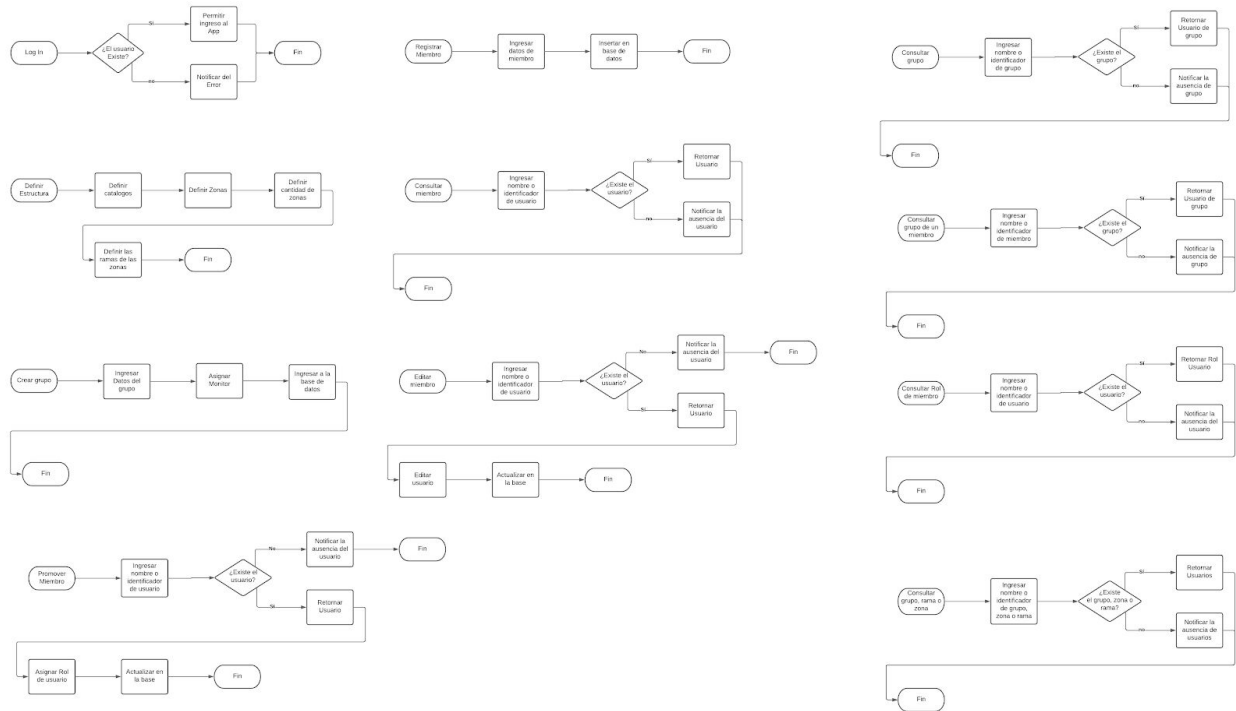 Log In
¿El usuario
Existe?
Sí
Permitir
ingreso al
App
no
Notificar del
Error
Fin
Registrar
Miembro
Ingresar
datos de
miembro
Insertar en
base de
datos
Fin
Consultar
grupo
Ingresar
nombre o
identificador
de grupo
¿Existe el
grupo?
Sí
Retornar
Usuario de
grupo
no
Notificar la
ausencia de
grupo
Fin
Definir
Estructura
Definir
catalogos
Definir Zonas
Definir
cantidad de
zonas
Definir las
ramas de las
zonas
Fin
Consultar
miembro
Ingresar
nombre o
identificador
de usuario
¿Existe el
usuario?
Sí
Retornar
Usuario
no
Notificar la
ausencia del
usuario
Fin
Consultar
grupo de un
miembro
Ingresar
nombre o
identificador
de miembro
¿Existe el
grupo?
Sí
Retornar
Usuario de
grupo
no
Notificar la
ausencia de
grupo
Fin
Crear grupo
Ingresar
Datos del
grupo
Asignar
Monitor
Ingresar a la
base de
datos
Fin
Editar
miembro
Ingresar
nombre o
identificador
de usuario
¿Existe el
usuario?
No
Notificar la
ausencia del
usuario
Fin
Sí
Retornar
Usuario
Editar
usuario
Actualizar en
la base
Fin
Consultar Rol
de miembro
Ingresar
nombre o
identificador
de usuario
¿Existe el
usuario?
Sí
Retornar Rol
Usuario
no
Notificar la
ausencia del
usuario
Fin
Promover
Miembro
Ingresar
nombre o
identificador
de usuario
¿Existe el
usuario?
No
Notificar la
ausencia del
usuario
Fin
Sí
Retornar
Usuario
Asignar Rol
de usuario
Actualizar en
la base
Fin
Consultar
grupo, rama o
zona
Ingresar
nombre o
identificador
de grupo,
zona o rama
¿Existe
el grupo, zona o
rama?
Sí
Retornar
Usuarios
no
Notificar la
ausencia de
usuarios
Fin